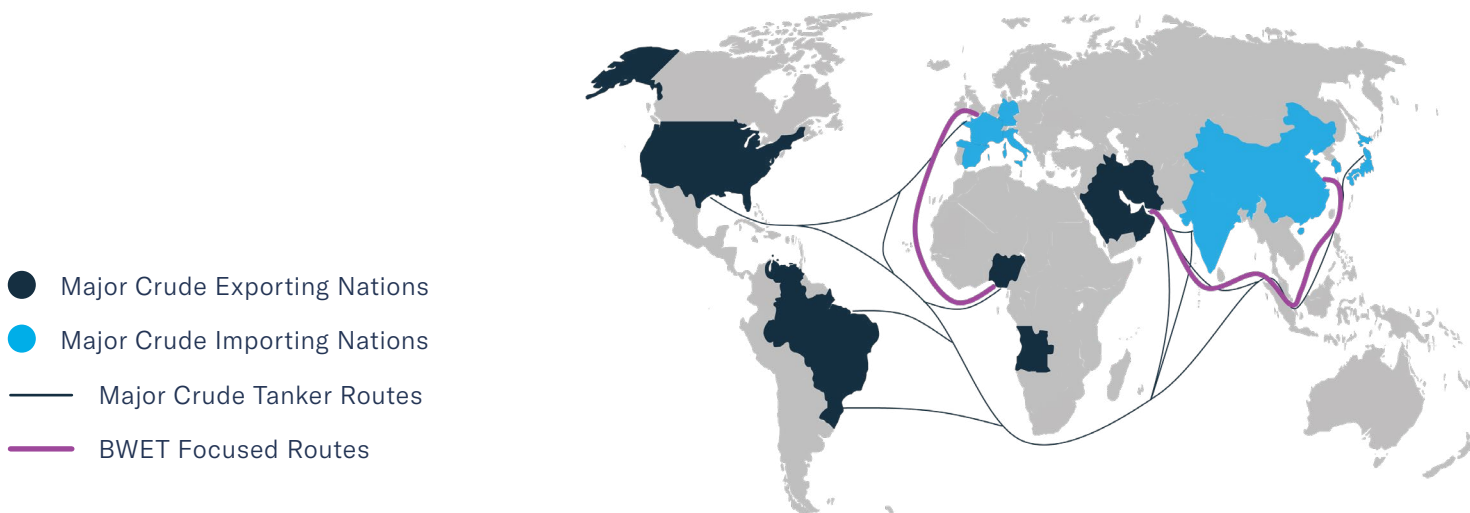 Major Crude Exporting Nations
Major Crude Importing Nations
Major Crude Tanker Routes
BWET Focused Routes